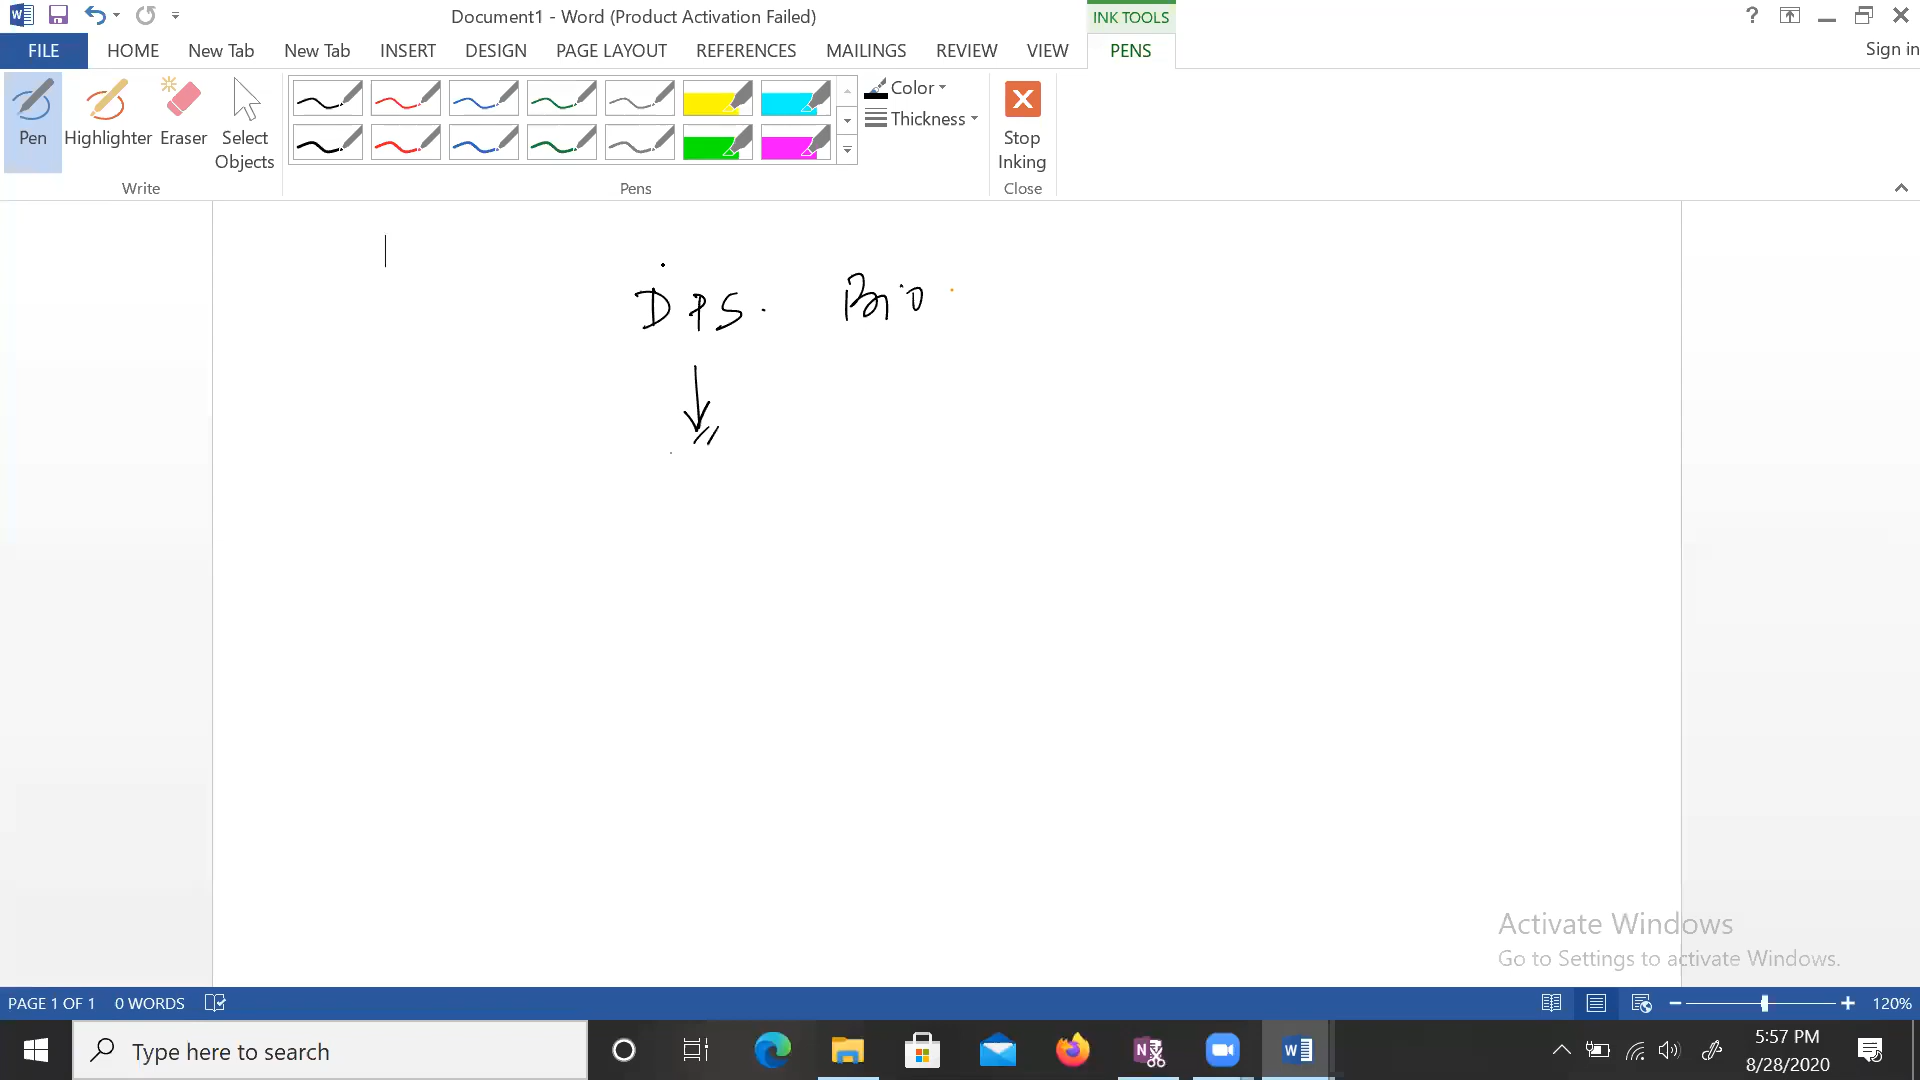 Document1 - Word (Product Activation Failed)
INK TOOLS
Sign in
FILE HOME New Tab New Tab INSERT DESIGN PAGE LAYOUT REFERENCES MAILINGS REVIEW VIEW PENS
Pen Highlighter Eraser Select Objects
Color
Thickness
Stop Inking
Write Pens Close
DPS. Bio
Activate Windows
Go to Settings to activate Windows.
PAGE 1 OF 1 0 WORDS 120%
Type here to search
5:57 PM
8/28/2020